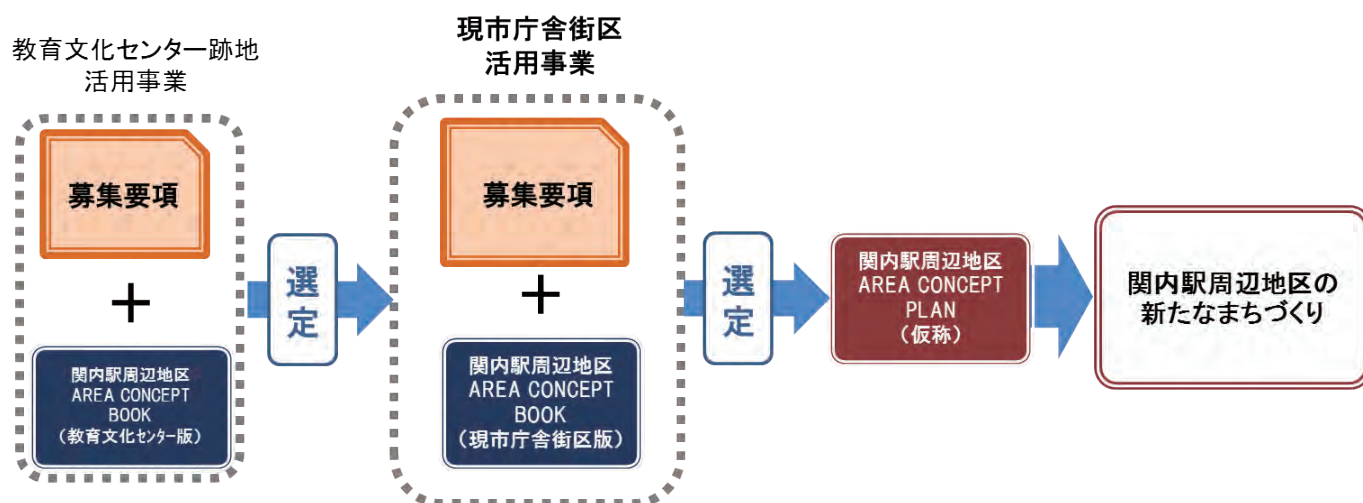 教育文化センター跡地
活用事業
募集要項
+
関内駅周辺地区
AREA CONCEPT
BOOK
(教育文化センター版)
選定
現市庁舎街区
活用事業
募集要項
+
関内駅周辺地区
AREA CONCEPT
BOOK
(現市庁舎街区版)
選定
関内駅周辺地区
AREA CONCEPT
PLAN
(仮称)
関内駅周辺地区の
新たなまちづくり